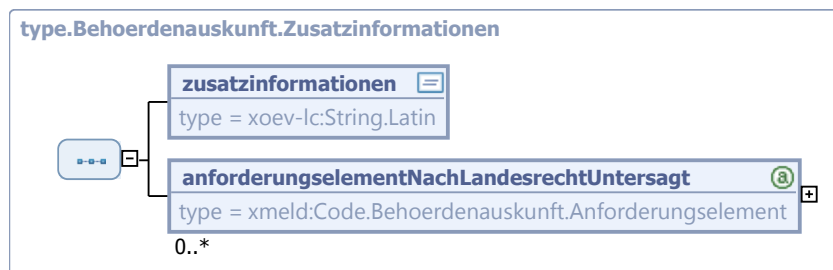 type.Behoerdenauskunft.Zusatzinformationen
zusatzinformationen
type = xoev-lc:String.Latin
anforderungselementNachLandesrechtUntersagt
type = xmeld:Code.Behoerdenauskunft.Anforderungselement
0..*